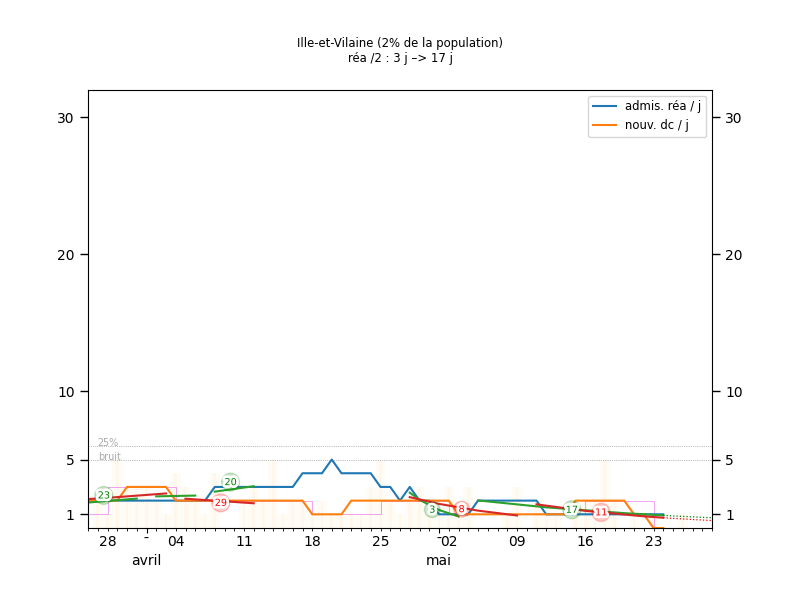 Ille-et-Vilaine (2% de la population)
réa /2 : 3 j –> 17 j
admis. réa / j
nouv. dc / j
30 30
20 20
10 10
25%
bruit
5 5
1 1
23 29 20 3 8 17 11
28 - 04 11 18 25 - 02 09 16 23
avril mai